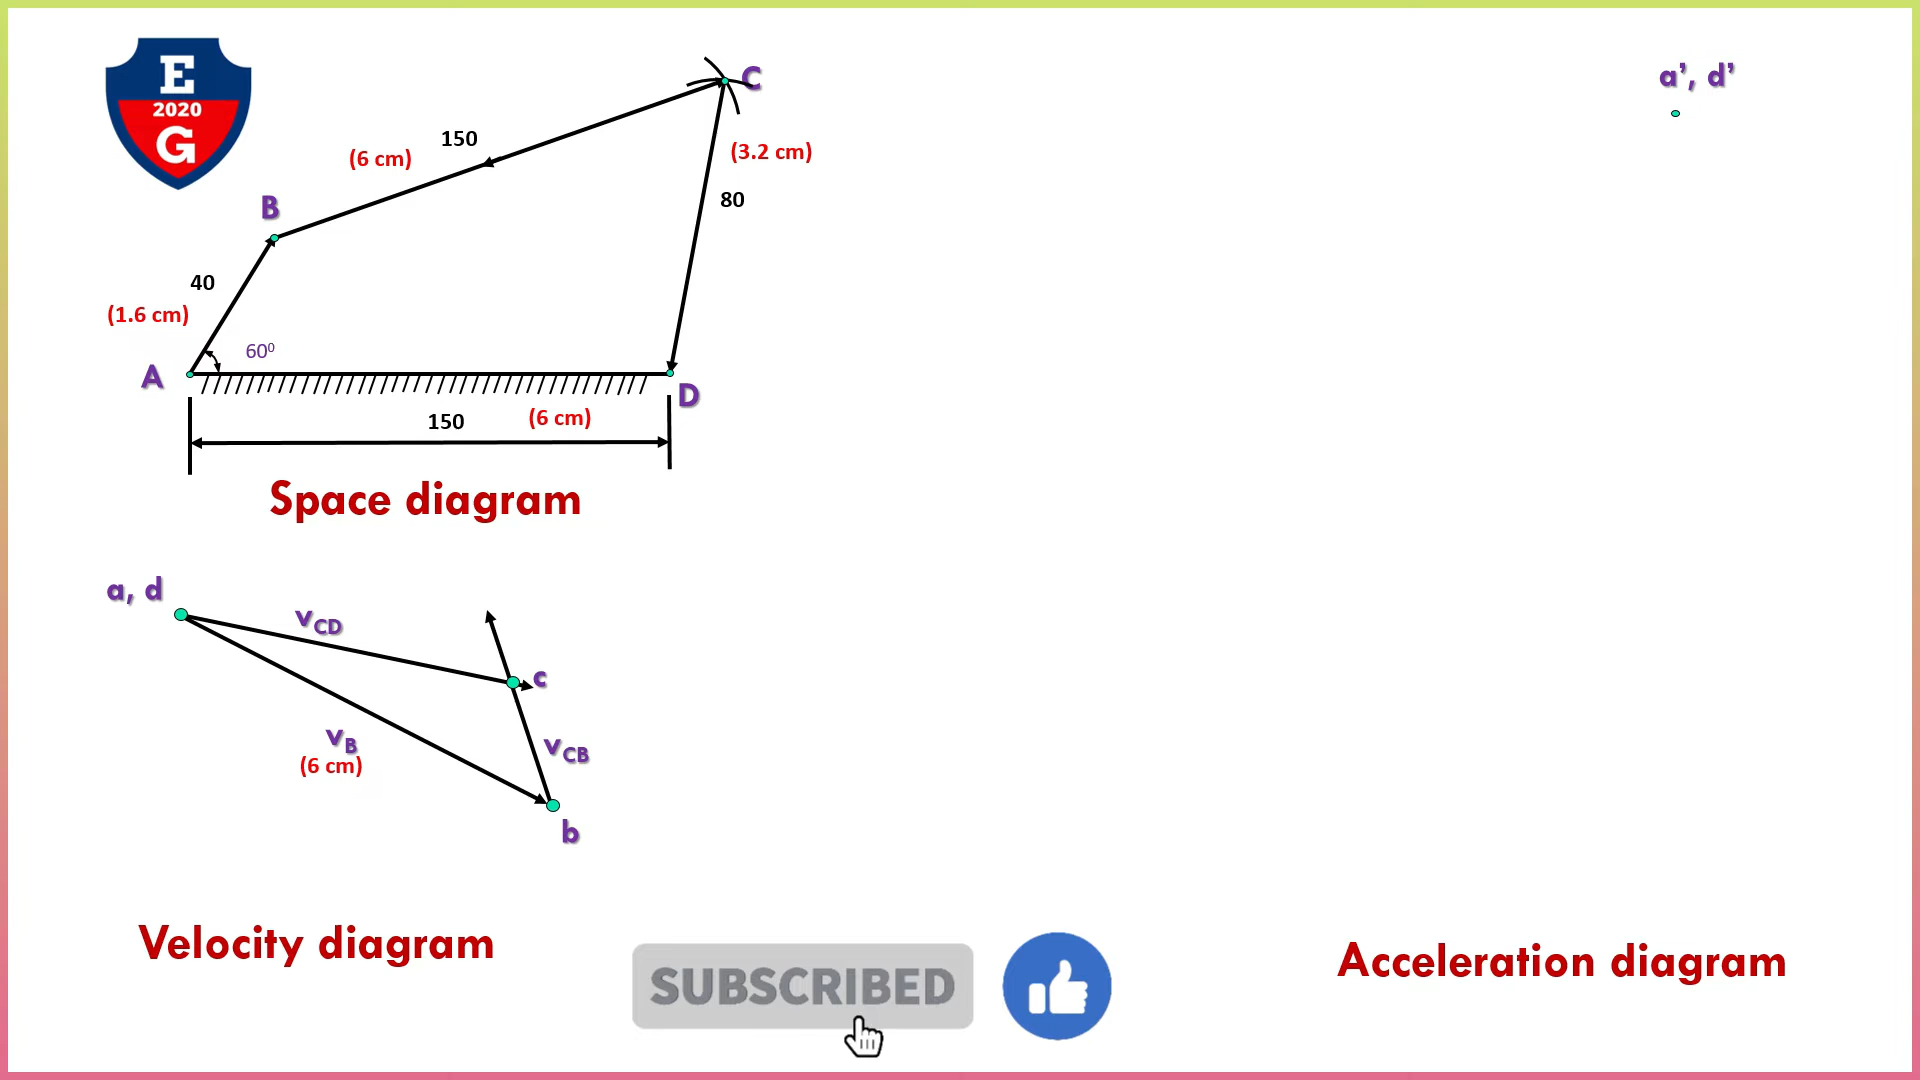 E
2020
G
C
a’, d’
150
(6 cm)
(3.2 cm)
80
B
40
(1.6 cm)
60⁰
A
D
150
(6 cm)
Space diagram
a, d
vCD
c
vB
(6 cm)
vCB
b
Velocity diagram
Acceleration diagram
SUBSCRIBED